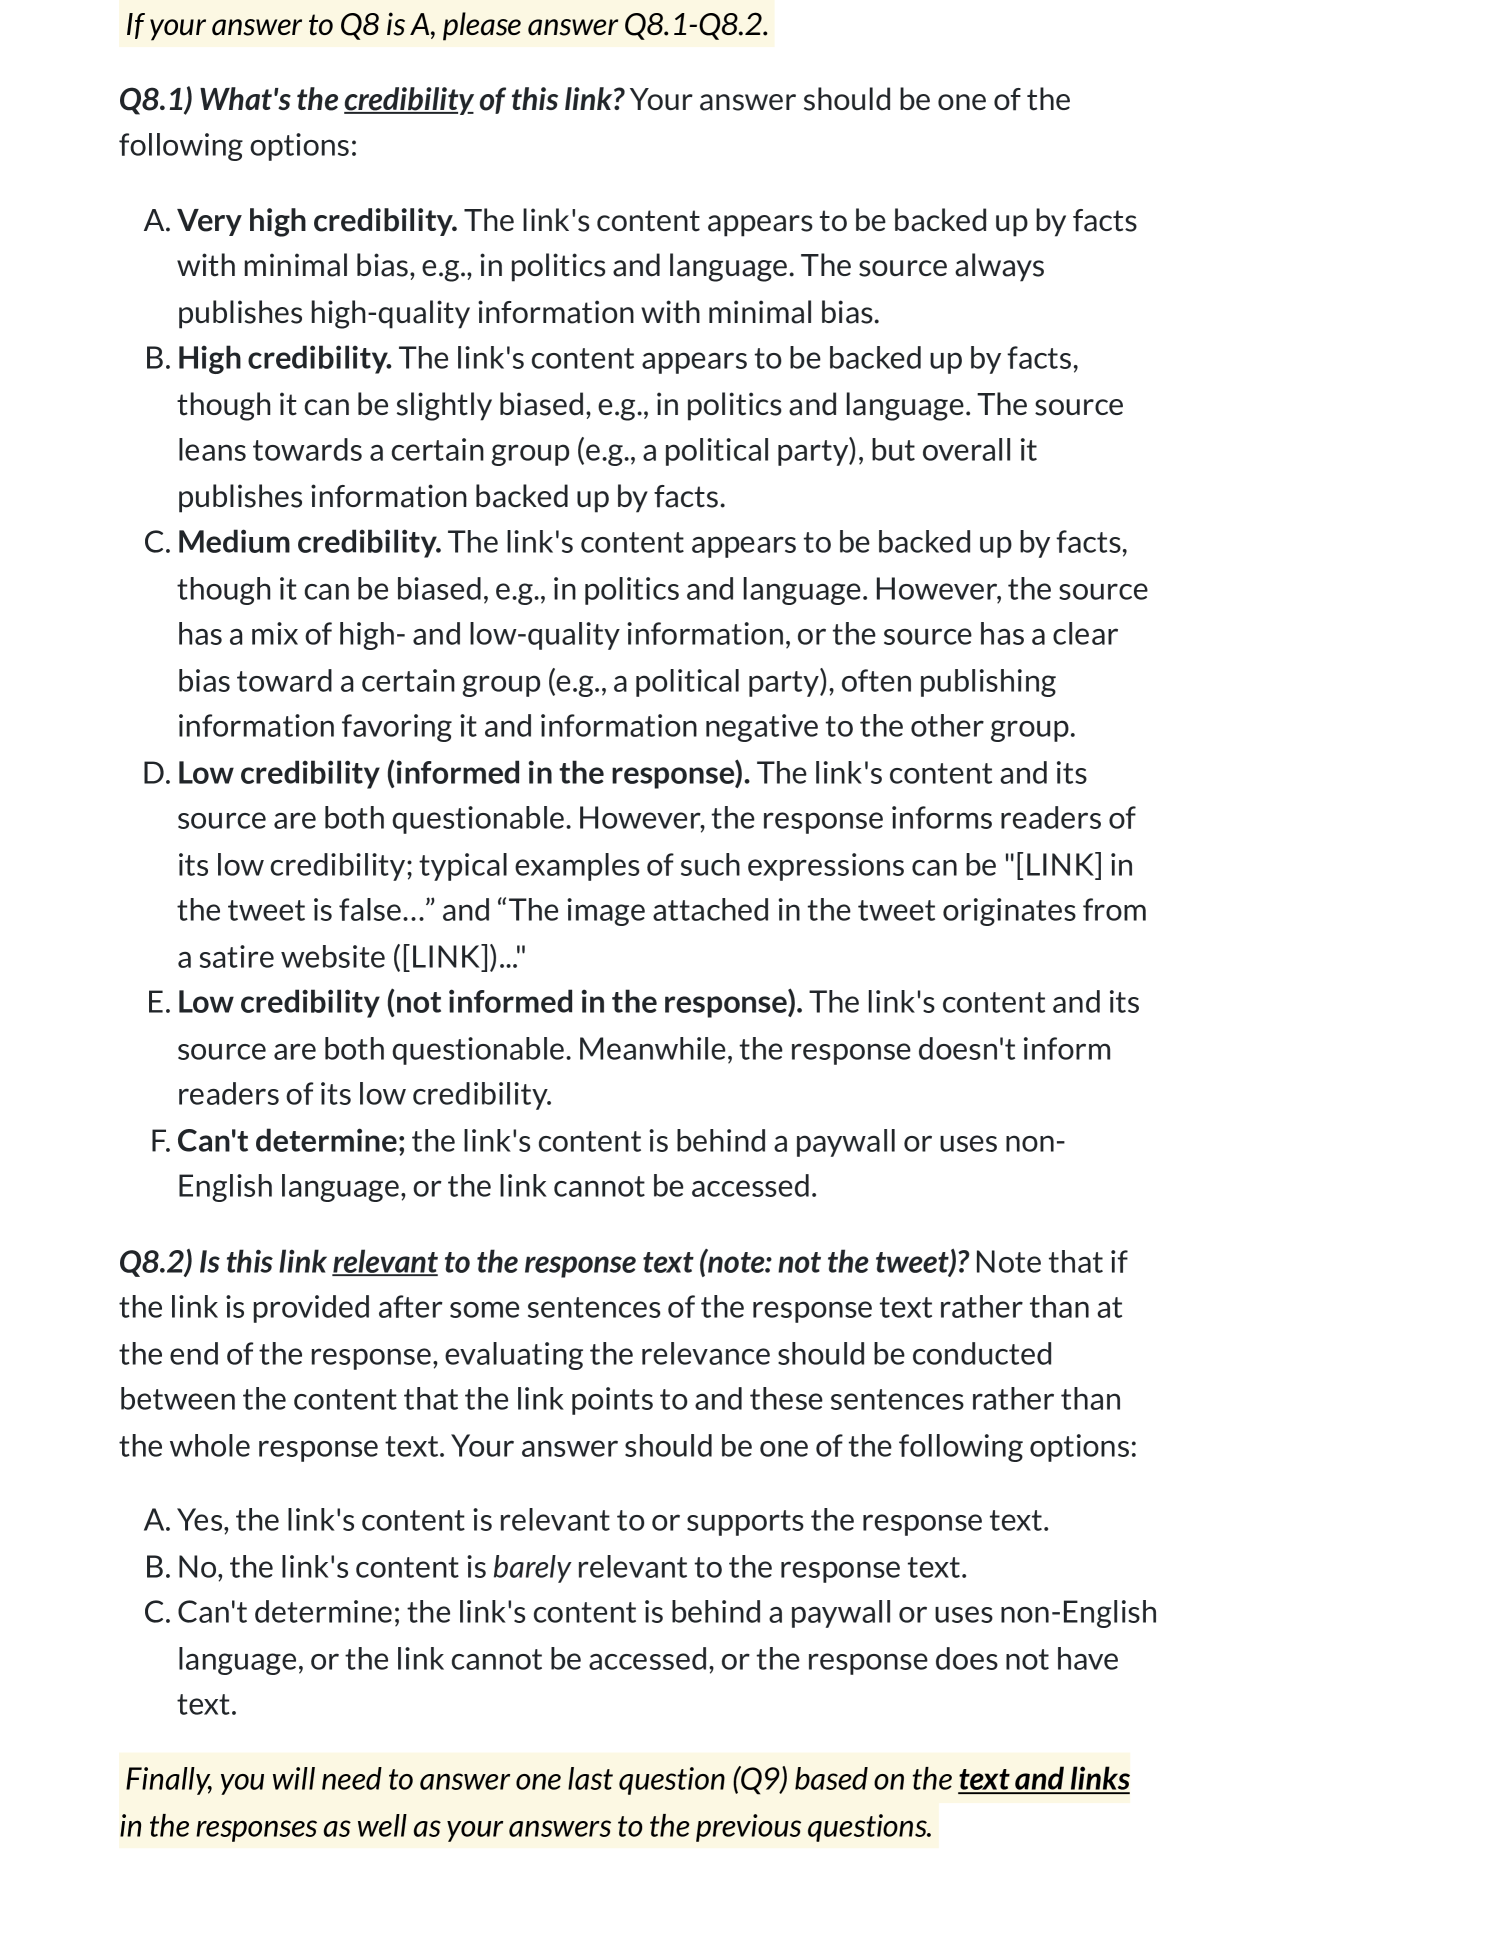 If your answer to Q8 is A, please answer Q8.1-Q8.2.
Q8.1) What's the credibility of this link? Your answer should be one of the
following options:
A. Very high credibility. The link's content appears to be backed up by facts
with minimal bias, e.g., in politics and language. The source always
publishes high-quality information with minimal bias.
B. High credibility. The link's content appears to be backed up by facts,
though it can be slightly biased, e.g., in politics and language. The source
leans towards a certain group (e.g., a political party), but overall it
publishes information backed up by facts.
C. Medium credibility. The link's content appears to be backed up by facts,
though it can be biased, e.g., in politics and language. However, the source
has a mix of high- and low-quality information, or the source has a clear
bias toward a certain group (e.g., a political party), often publishing
information favoring it and information negative to the other group.
D. Low credibility (informed in the response). The link's content and its
source are both questionable. However, the response informs readers of
its low credibility; typical examples of such expressions can be "[LINK] in
the tweet is false…” and “The image attached in the tweet originates from
a satire website ([LINK])..."
E. Low credibility (not informed in the response). The link's content and its
source are both questionable. Meanwhile, the response doesn't inform
readers of its low credibility.
F. Can't determine; the link's content is behind a paywall or uses non-
English language, or the link cannot be accessed.
Q8.2) Is this link relevant to the response text (note: not the tweet)? Note that if
the link is provided after some sentences of the response text rather than at
the end of the response, evaluating the relevance should be conducted
between the content that the link points to and these sentences rather than
the whole response text. Your answer should be one of the following options:
A. Yes, the link's content is relevant to or supports the response text.
B. No, the link's content is barely relevant to the response text.
C. Can't determine; the link's content is behind a paywall or uses non-English
language, or the link cannot be accessed, or the response does not have
text.
Finally, you will need to answer one last question (Q9) based on the text and links
in the responses as well as your answers to the previous questions.